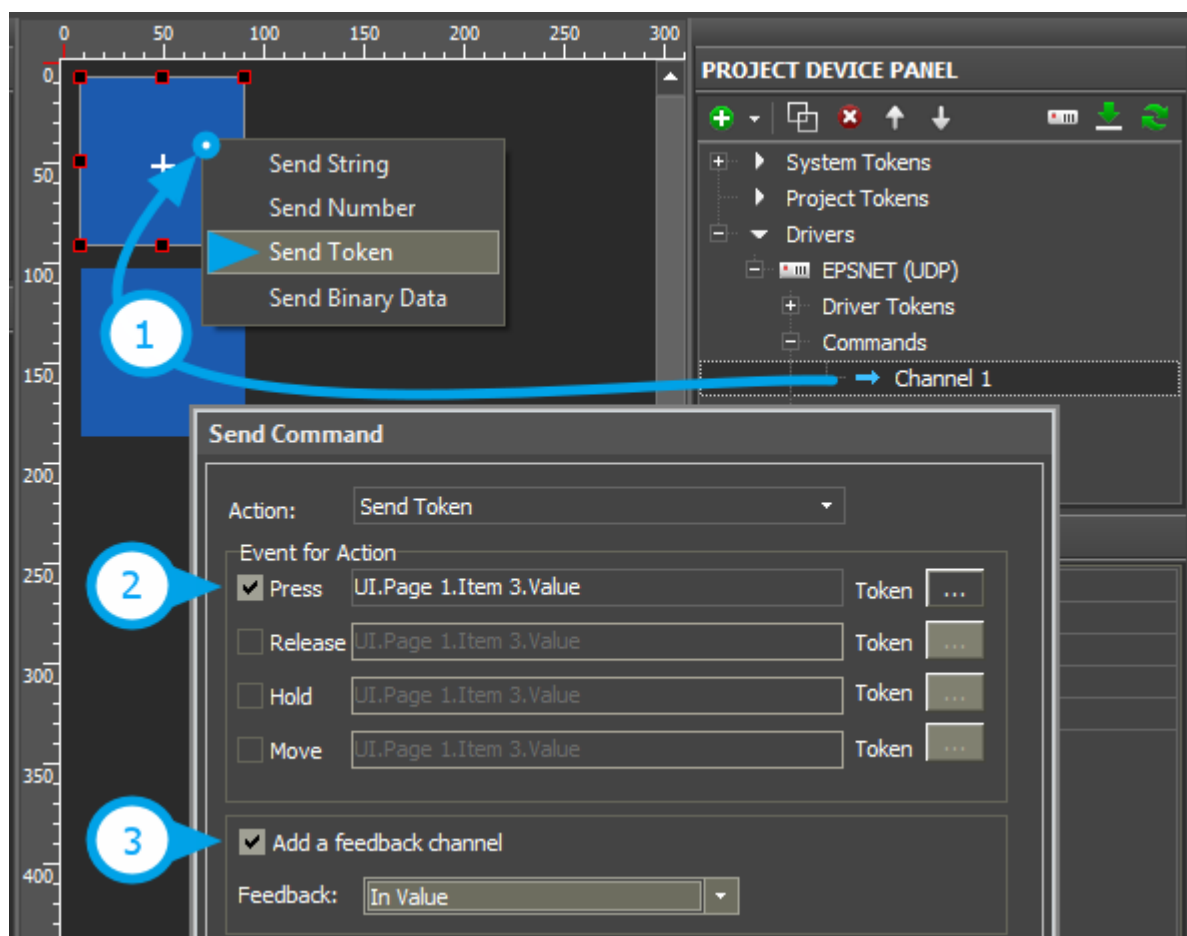 0 50 100 150 200 250 300
PROJECT DEVICE PANEL
0
50
100
150
200
250
300
350
400
Send String
Send Number
Send Token
Send Binary Data
1
System Tokens
Project Tokens
Drivers
EPSNET (UDP)
Driver Tokens
Commands
Channel 1
Send Command
Action: Send Token
Event for Action
2
Press UI.Page 1.Item 3.Value Token ...
Release UI.Page 1.Item 3.Value Token ...
Hold UI.Page 1.Item 3.Value Token ...
Move UI.Page 1.Item 3.Value Token ...
3
Add a feedback channel
Feedback: In Value